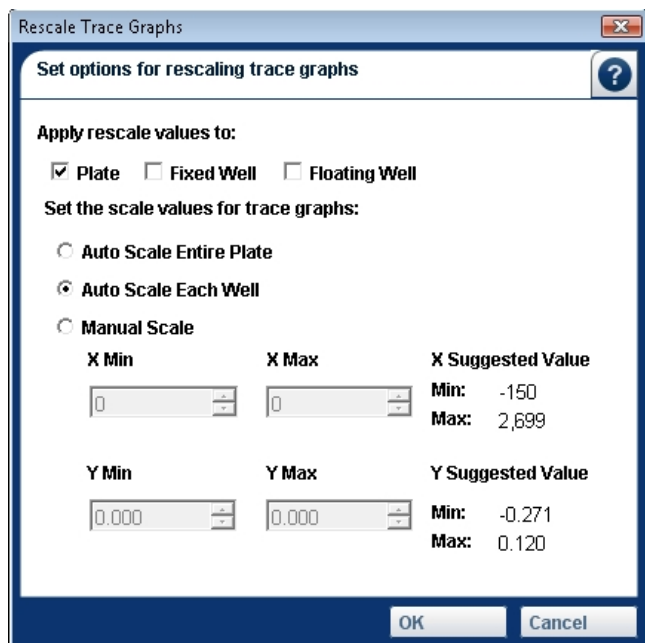 Rescale Trace Graphs
Set options for rescaling trace graphs
?
Apply rescale values to:
Plate Fixed Well Floating Well
Set the scale values for trace graphs:
Auto Scale Entire Plate
Auto Scale Each Well
Manual Scale
X Min X Max X Suggested Value
0 0 Min: -150
Max: 2,699
Y Min Y Max Y Suggested Value
0.000 0.000 Min: -0.271
Max: 0.120
OK Cancel